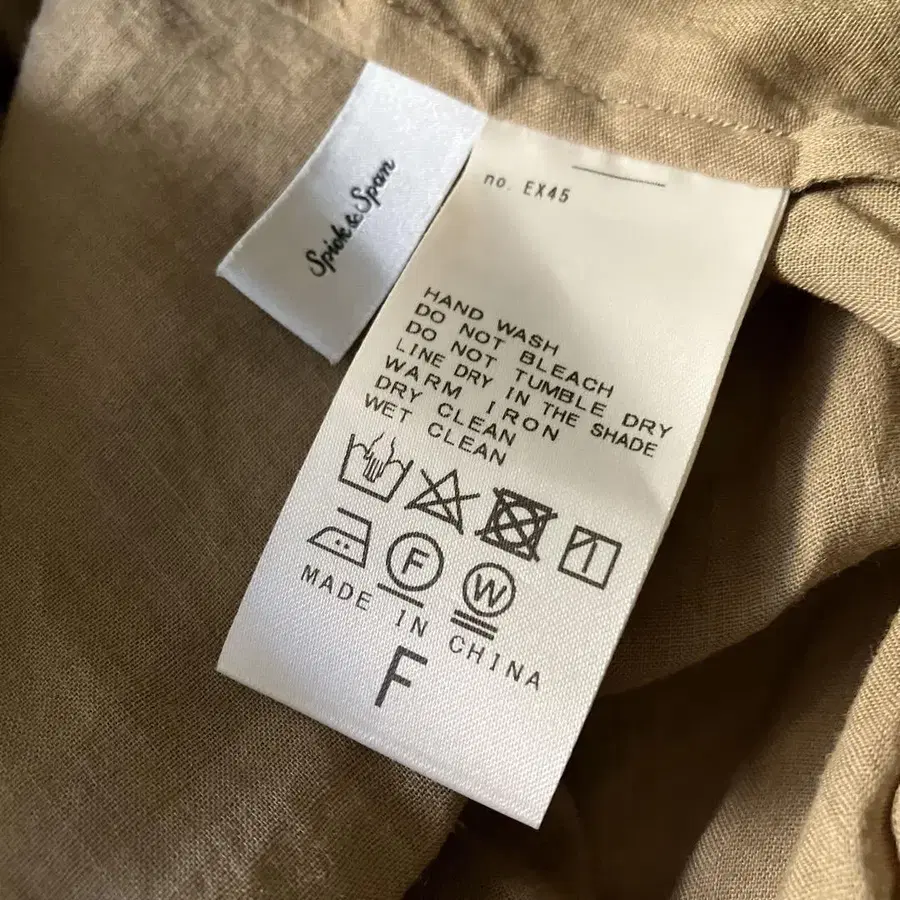 Spick & Span
no. EX45
HAND WASH
DO NOT BLEACH
DO NOT TUMBLE DRY
LINE DRY IN THE SHADE
WARM IRON
DRY CLEAN
WET CLEAN
F
W
MADE IN CHINA
F